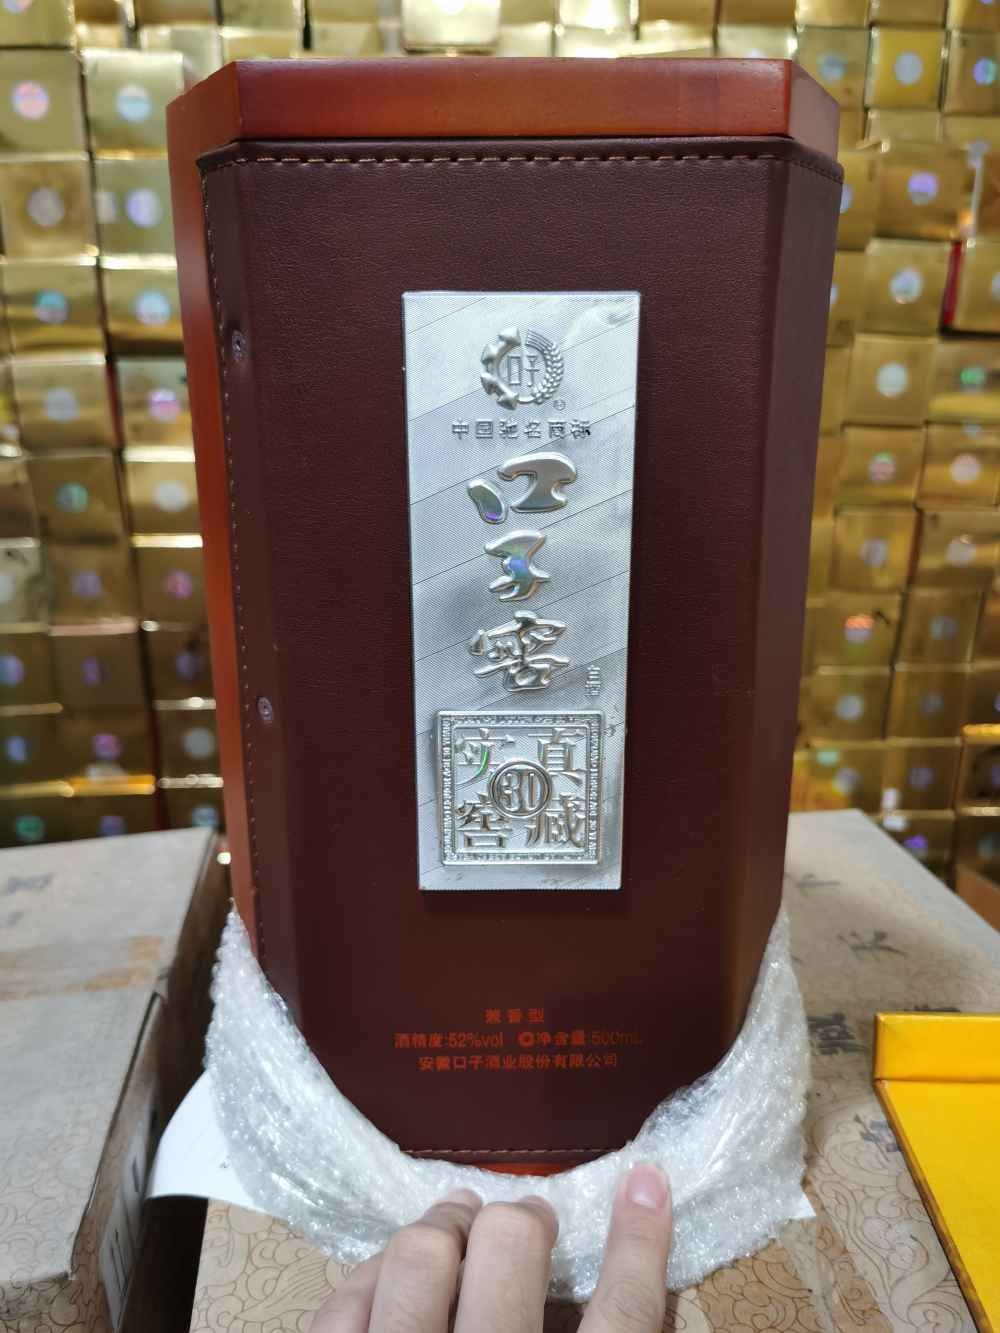 口子
®
中国驰名商标
口子窖
真藏
实窖
30
兼香型
酒精度:52%vol 净含量:500mL
安徽口子酒业股份有限公司